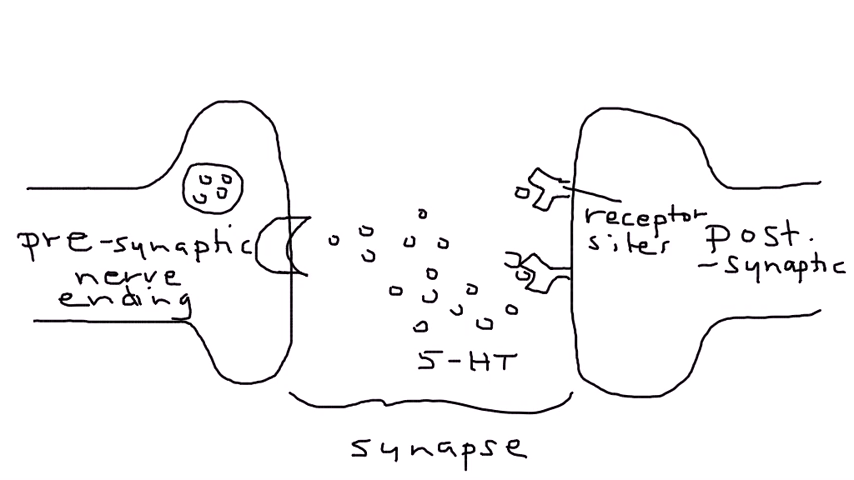 pre-synaptic
nerve
ending
receptor
sites
post.
-synaptic
5-HT
synapse